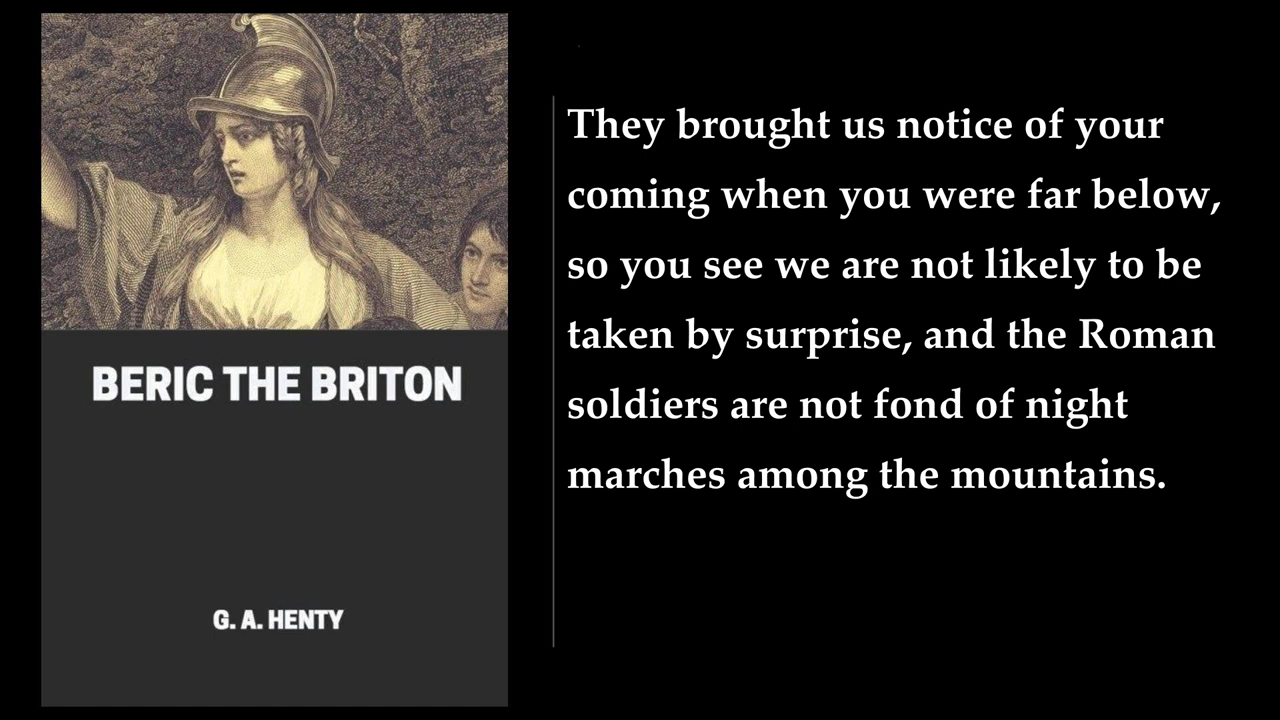 BERIC THE BRITON
G. A. HENTY
They brought us notice of your
coming when you were far below,
so you see we are not likely to be
taken by surprise, and the Roman
soldiers are not fond of night
marches among the mountains.